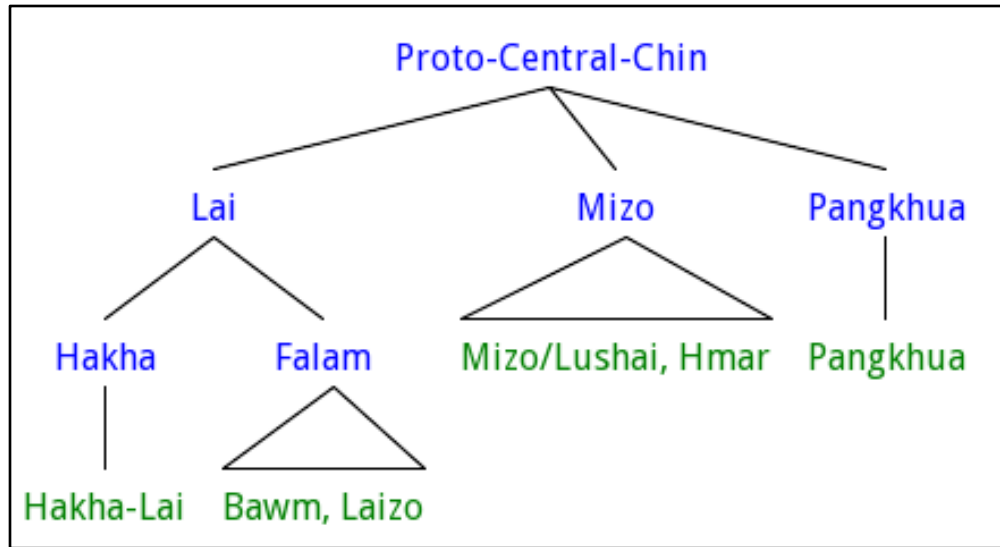 Proto-Central-Chin
Lai Mizo Pangkhua
Hakha Falam Mizo/Lushai, Hmar Pangkhua
Hakha-Lai Bawm, Laizo